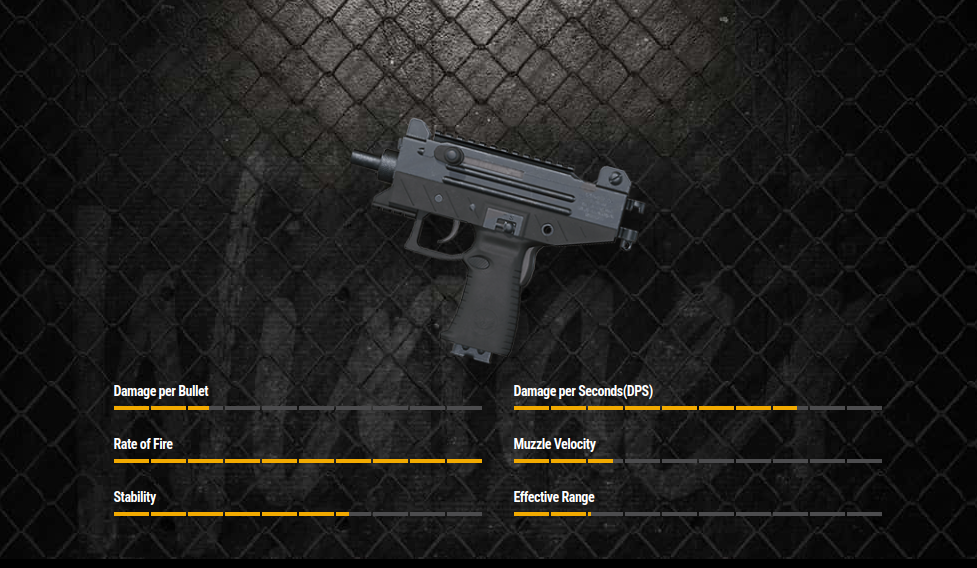 Damage per Bullet
Damage per Seconds(DPS)
Rate of Fire
Muzzle Velocity
Stability
Effective Range